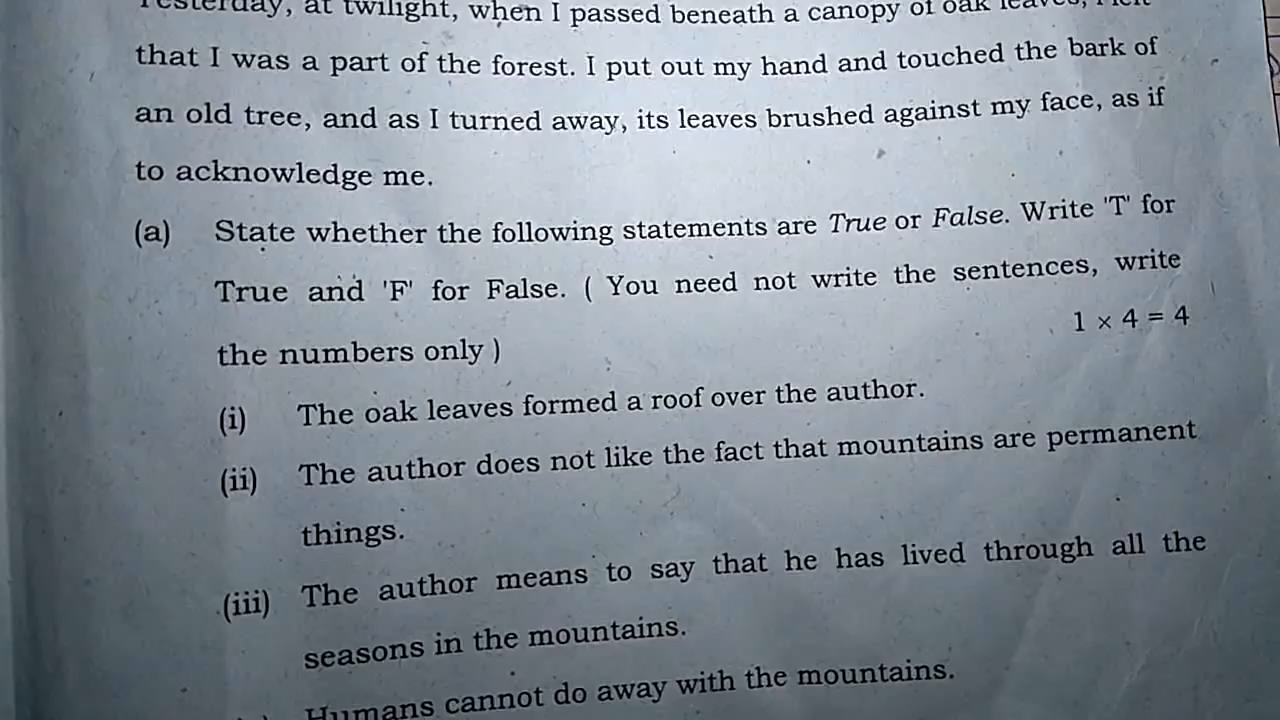 Yesterday, at twilight, when I passed beneath a canopy of oak leaves, I felt
that I was a part of the forest. I put out my hand and touched the bark of
an old tree, and as I turned away, its leaves brushed against my face, as if
to acknowledge me.
(a) State whether the following statements are True or False. Write 'T' for
True and 'F' for False. ( You need not write the sentences, write
the numbers only ) 1 × 4 = 4
(i) The oak leaves formed a roof over the author.
(ii) The author does not like the fact that mountains are permanent
things.
(iii) The author means to say that he has lived through all the
seasons in the mountains.
Humans cannot do away with the mountains.